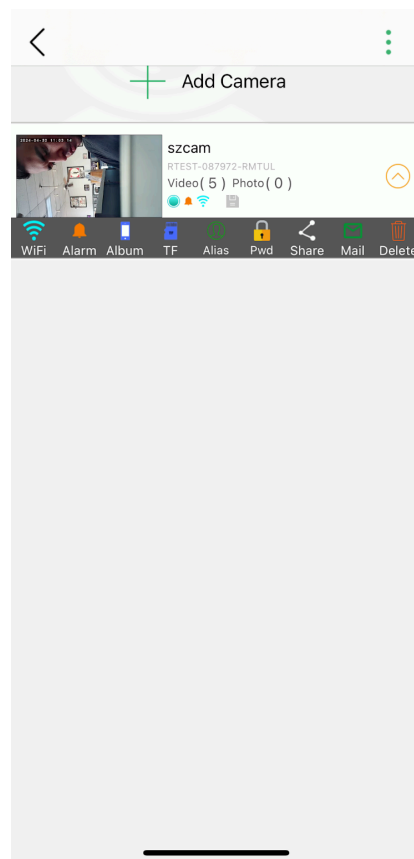 Add Camera
szcam
RTEST-087972-RMTUL
Video( 5 ) Photo( 0 )
WiFi Alarm Album TF Alias Pwd Share Mail Delete